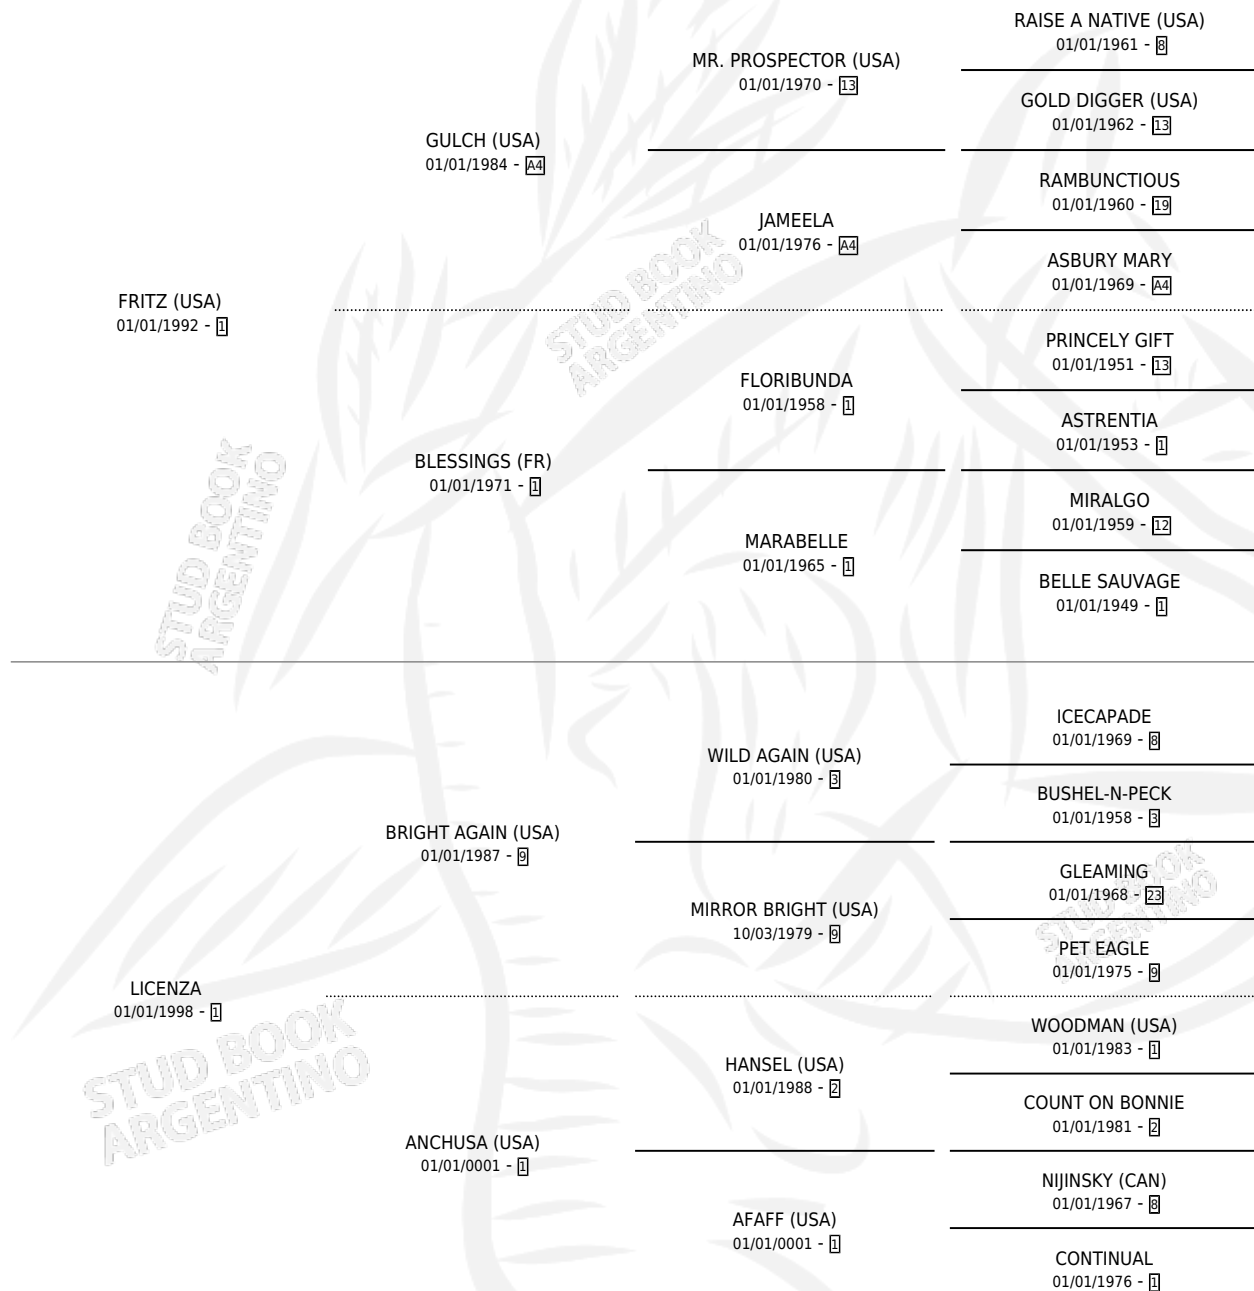 RAISE A NATIVE (USA)
01/01/1961 - 8
MR. PROSPECTOR (USA)
01/01/1970 - 13
GOLD DIGGER (USA)
01/01/1962 - 13
GULCH (USA)
01/01/1984 - A4
RAMBUNCTIOUS
01/01/1960 - 19
JAMEELA
01/01/1976 - A4
ASBURY MARY
01/01/1969 - A4
FRITZ (USA)
01/01/1992 - 1
PRINCELY GIFT
01/01/1951 - 13
FLORIBUNDA
01/01/1958 - 1
ASTRENTIA
01/01/1953 - 1
BLESSINGS (FR)
01/01/1971 - 1
MIRALGO
01/01/1959 - 12
MARABELLE
01/01/1965 - 1
BELLE SAUVAGE
01/01/1949 - 1
ICECAPADE
01/01/1969 - 8
WILD AGAIN (USA)
01/01/1980 - 3
BUSHEL-N-PECK
01/01/1958 - 3
BRIGHT AGAIN (USA)
01/01/1987 - 9
GLEAMING
01/01/1968 - 23
MIRROR BRIGHT (USA)
10/03/1979 - 9
PET EAGLE
01/01/1975 - 9
LICENZA
01/01/1998 - 1
WOODMAN (USA)
01/01/1983 - 1
HANSEL (USA)
01/01/1988 - 2
COUNT ON BONNIE
01/01/1981 - 2
ANCHUSA (USA)
01/01/0001 - 1
NIJINSKY (CAN)
01/01/1967 - 8
AFAFF (USA)
01/01/0001 - 1
CONTINUAL
01/01/1976 - 1
STUD BOOK
ARGENTINO
STUD BOOK
ARGENTINO
STUD BOOK
ARGENTINO
STUD BOOK
ARGENTINO